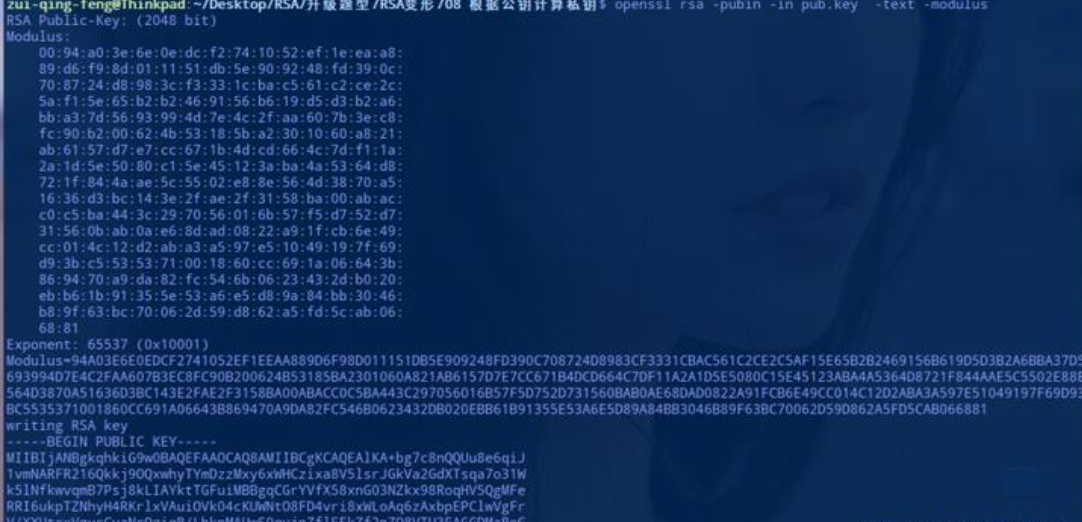 zui-qing-feng@Thinkpad:~/Desktop/RSA/升级题型/RSA变形/08 根据公钥计算私钥$ openssl rsa -pubin -in pub.key  -text -modulus
RSA Public-Key: (2048 bit)
Modulus:
    00:94:a0:3e:6e:0e:dc:f2:74:10:52:ef:1e:ea:a8:
    89:d6:f9:8d:01:11:51:db:5e:90:92:48:fd:39:0c:
    70:87:24:d8:98:3c:f3:33:1c:ba:c5:61:c2:ce:2c:
    5a:f1:5e:65:b2:b2:46:91:56:b6:19:d5:d3:b2:a6:
    bb:a3:7d:56:93:99:4d:7e:4c:2f:aa:60:7b:3e:c8:
    fc:90:b2:00:62:4b:53:18:5b:a2:30:10:60:a8:21:
    ab:61:57:d7:e7:cc:67:1b:4d:cd:66:4c:7d:f1:1a:
    2a:1d:5e:50:80:c1:5e:45:12:3a:ba:4a:53:64:d8:
    72:1f:84:4a:ae:5c:55:02:e8:8e:56:4d:38:70:a5:
    16:36:d3:bc:14:3e:2f:ae:2f:31:58:ba:00:ab:ac:
    c0:c5:ba:44:3c:29:70:56:01:6b:57:f5:d7:52:d7:
    31:56:0b:ab:0a:e6:8d:ad:08:22:a9:1f:cb:6e:49:
    cc:01:4c:12:d2:ab:a3:a5:97:e5:10:49:19:7f:69:
    d9:3b:c5:53:53:71:00:18:60:cc:69:1a:06:64:3b:
    86:94:70:a9:da:82:fc:54:6b:06:23:43:2d:b0:20:
    eb:b6:1b:91:35:5e:53:a6:e5:d8:9a:84:bb:30:46:
    b8:9f:63:bc:70:06:2d:59:d8:62:a5:fd:5c:ab:06:
    68:81
Exponent: 65537 (0x10001)
Modulus=94A03E6E0EDCF2741052EF1EEAA889D6F98D011151DB5E909248FD390C708724D8983CF3331CBAC561C2CE2C5AF15E65B2B2469156B619D5D3B2A6BBA37D5
693994D7E4C2FAA607B3EC8FC90B200624B53185BA2301060A821AB6157D7E7CC671B4DCD664C7DF11A2A1D5E5080C15E45123ABA4A5364D8721F844AAE5C5502E88E
564D3870A51636D3BC143E2FAE2F3158BA00ABACC0C5BA443C297056016B57F5D752D731560BAB0AE68DAD0822A91FCB6E49CC014C12D2ABA3A597E51049197F69D93
BC5535371001860CC691A06643B869470A9DA82FC546B0623432DB020EBB61B91355E53A6E5D89A84BB3046B89F63BC70062D59D862A5FD5CAB066881
writing RSA key
-----BEGIN PUBLIC KEY-----
MIIBIjANBgkqhkiG9w0BAQEFAAOCAQ8AMIIBCgKCAQEAlKA+bg7c8nQQUu8e6qiJ
1vmNARFR216Qkkj9OQxwhyTYmDzzMxy6xWHCzixa8V5lsrJGkVa2GdXTsqa7o31W
k5lNfkwvqmB7Psj8kLIAYktTGFuiMBBgqCGrYVfX58xnG03NZkx98RoqHV5QgMFe
RRI6ukpTZNhyH4RKrlxVAuiOVk04cKUWNtO8FD4vri8xWLoAq6zAxbpEPClwVgFr